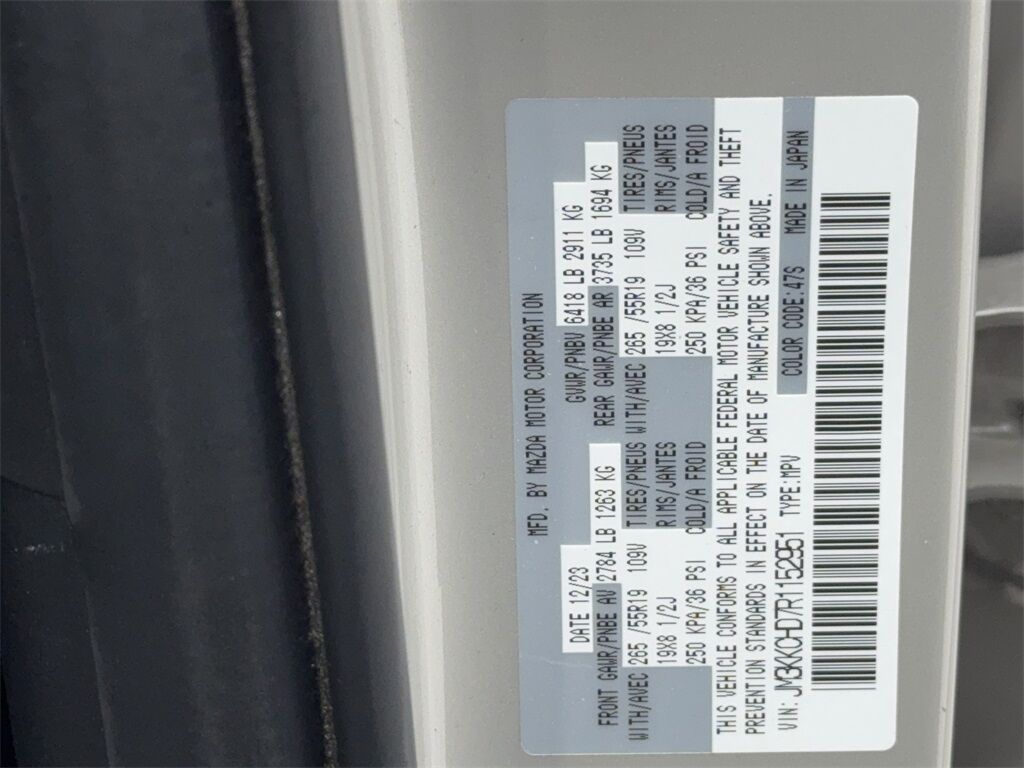 MFD. BY MAZDA MOTOR CORPORATION
DATE 12/23 GVWR/PNBV 6418 LB 2911 KG
FRONT GAWR/PNBE AV 2784 LB 1263 KG REAR GAWR/PNBE AR 3735 LB 1694 KG
WITH/AVEC 265 /55R19 109V TIRES/PNEUS WITH/AVEC 265 /55R19 109V TIRES/PNEUS
19X8 1/2J RIMS/JANTES 19X8 1/2J RIMS/JANTES
250 KPA/36 PSI COLD/A FROID 250 KPA/36 PSI COLD/A FROID
THIS VEHICLE CONFORMS TO ALL APPLICABLE FEDERAL MOTOR VEHICLE SAFETY AND THEFT
PREVENTION STANDARDS IN EFFECT ON THE DATE OF MANUFACTURE SHOWN ABOVE.
VIN: JM3KKCHD7R1152951 TYPE:MPV COLOR CODE:47S MADE IN JAPAN